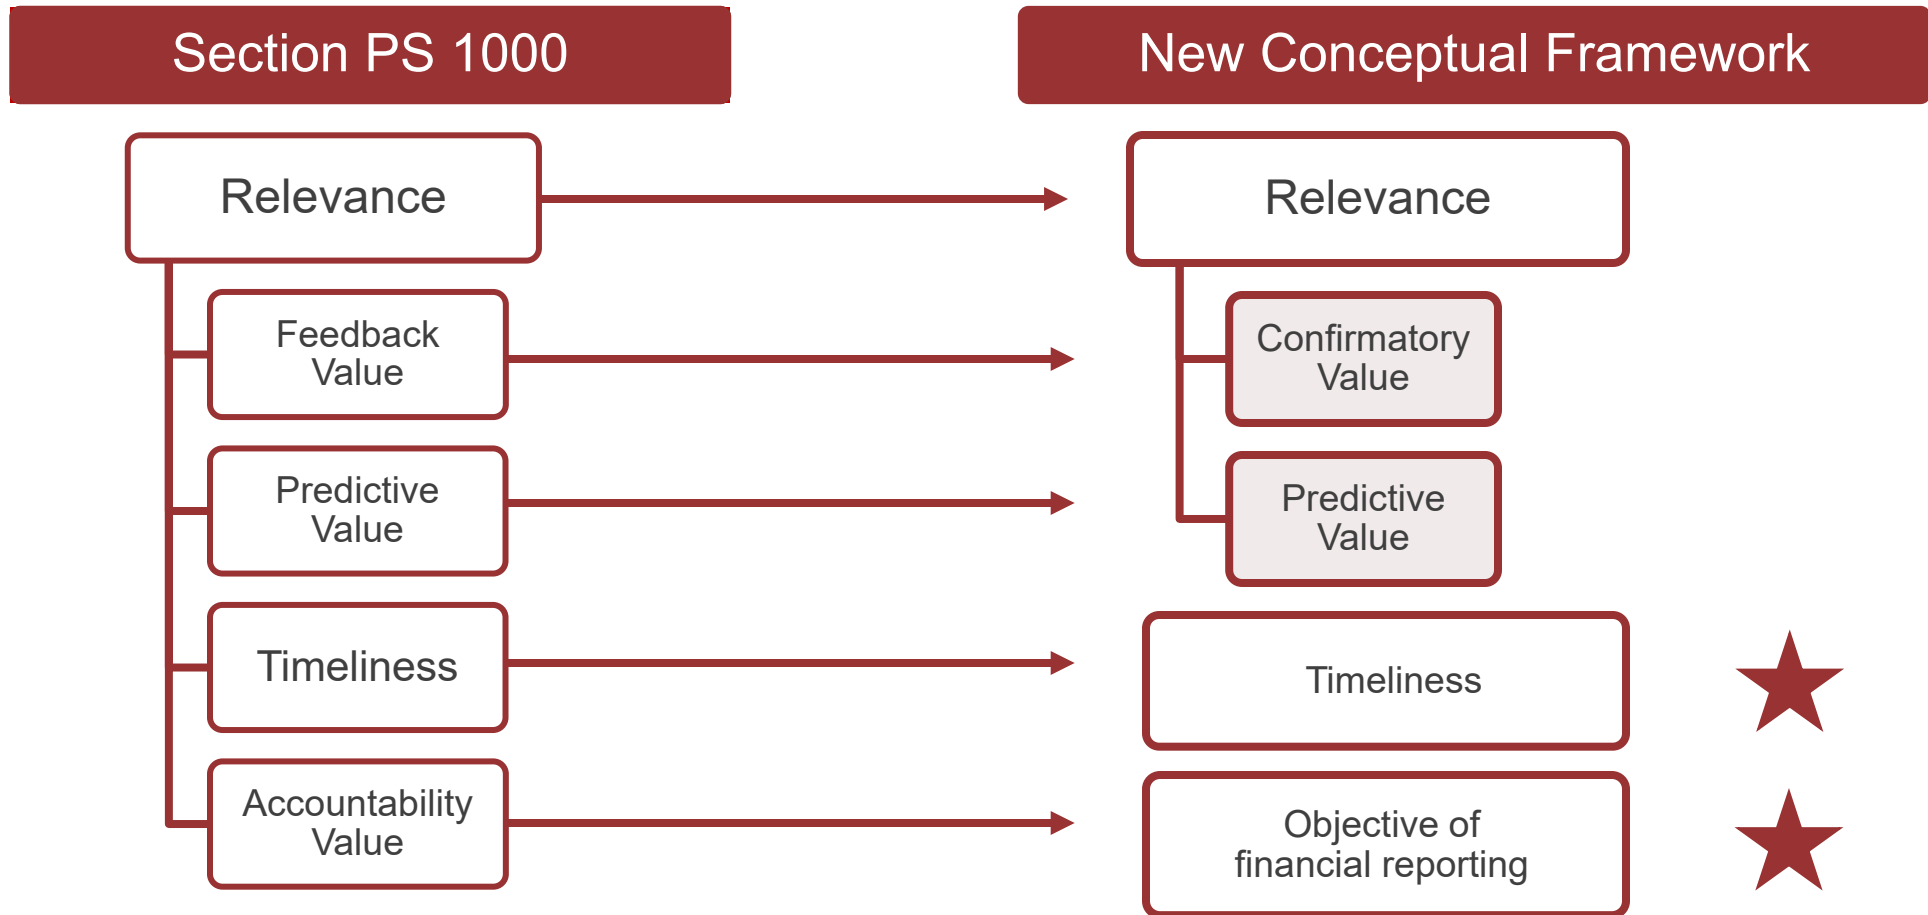 Section PS 1000
New Conceptual Framework
Relevance
Relevance
Feedback
Value
Confirmatory
Value
Predictive
Value
Predictive
Value
Timeliness
Timeliness
Accountability
Value
Objective of
financial reporting